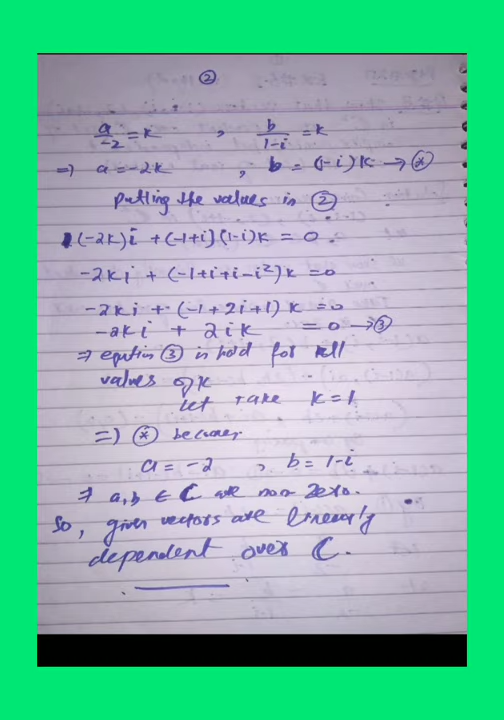 ②
a/-2 = k , b/1-i = k
=> a = -2k , b = (1-i)k → ⊛
putting the values in ②
(-2k)i + (-1+i)(1-i)k = 0
-2ki + (-1+i+i-i²)k = 0
-2ki + (-1+2i+1)k = 0
-2ki + 2ik = 0 → ③
⇒ eqution ③ is hold for all
values of k
let take k = 1
=) ⊛ becomes
a = -2 , b = 1-i
⇒ a,b ∈ C are non zero.
So, given vectors are linearly
dependent over C.